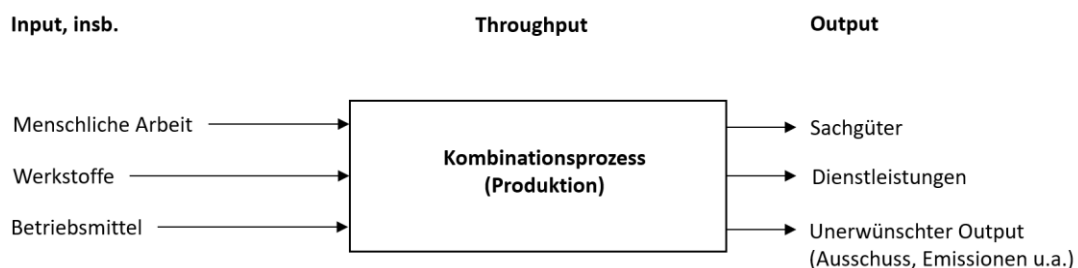 Input, insb.
Throughput
Output
Menschliche Arbeit
Werkstoffe
Betriebsmittel
Kombinationsprozess
(Produktion)
Sachgüter
Dienstleistungen
Unerwünschter Output
(Ausschuss, Emissionen u.a.)